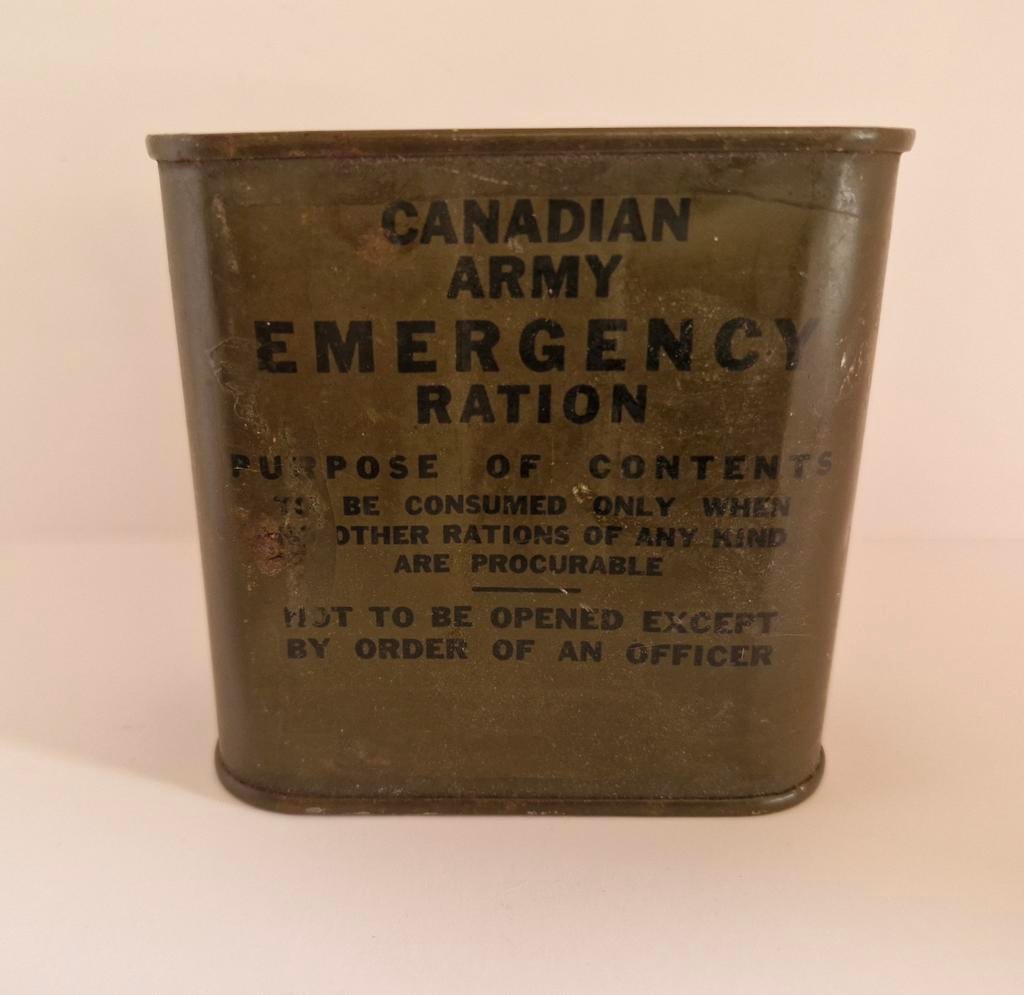 CANADIAN
ARMY
EMERGENCY
RATION
PURPOSE OF CONTENTS
TO BE CONSUMED ONLY WHEN
NO OTHER RATIONS OF ANY KIND
ARE PROCURABLE
NOT TO BE OPENED EXCEPT
BY ORDER OF AN OFFICER